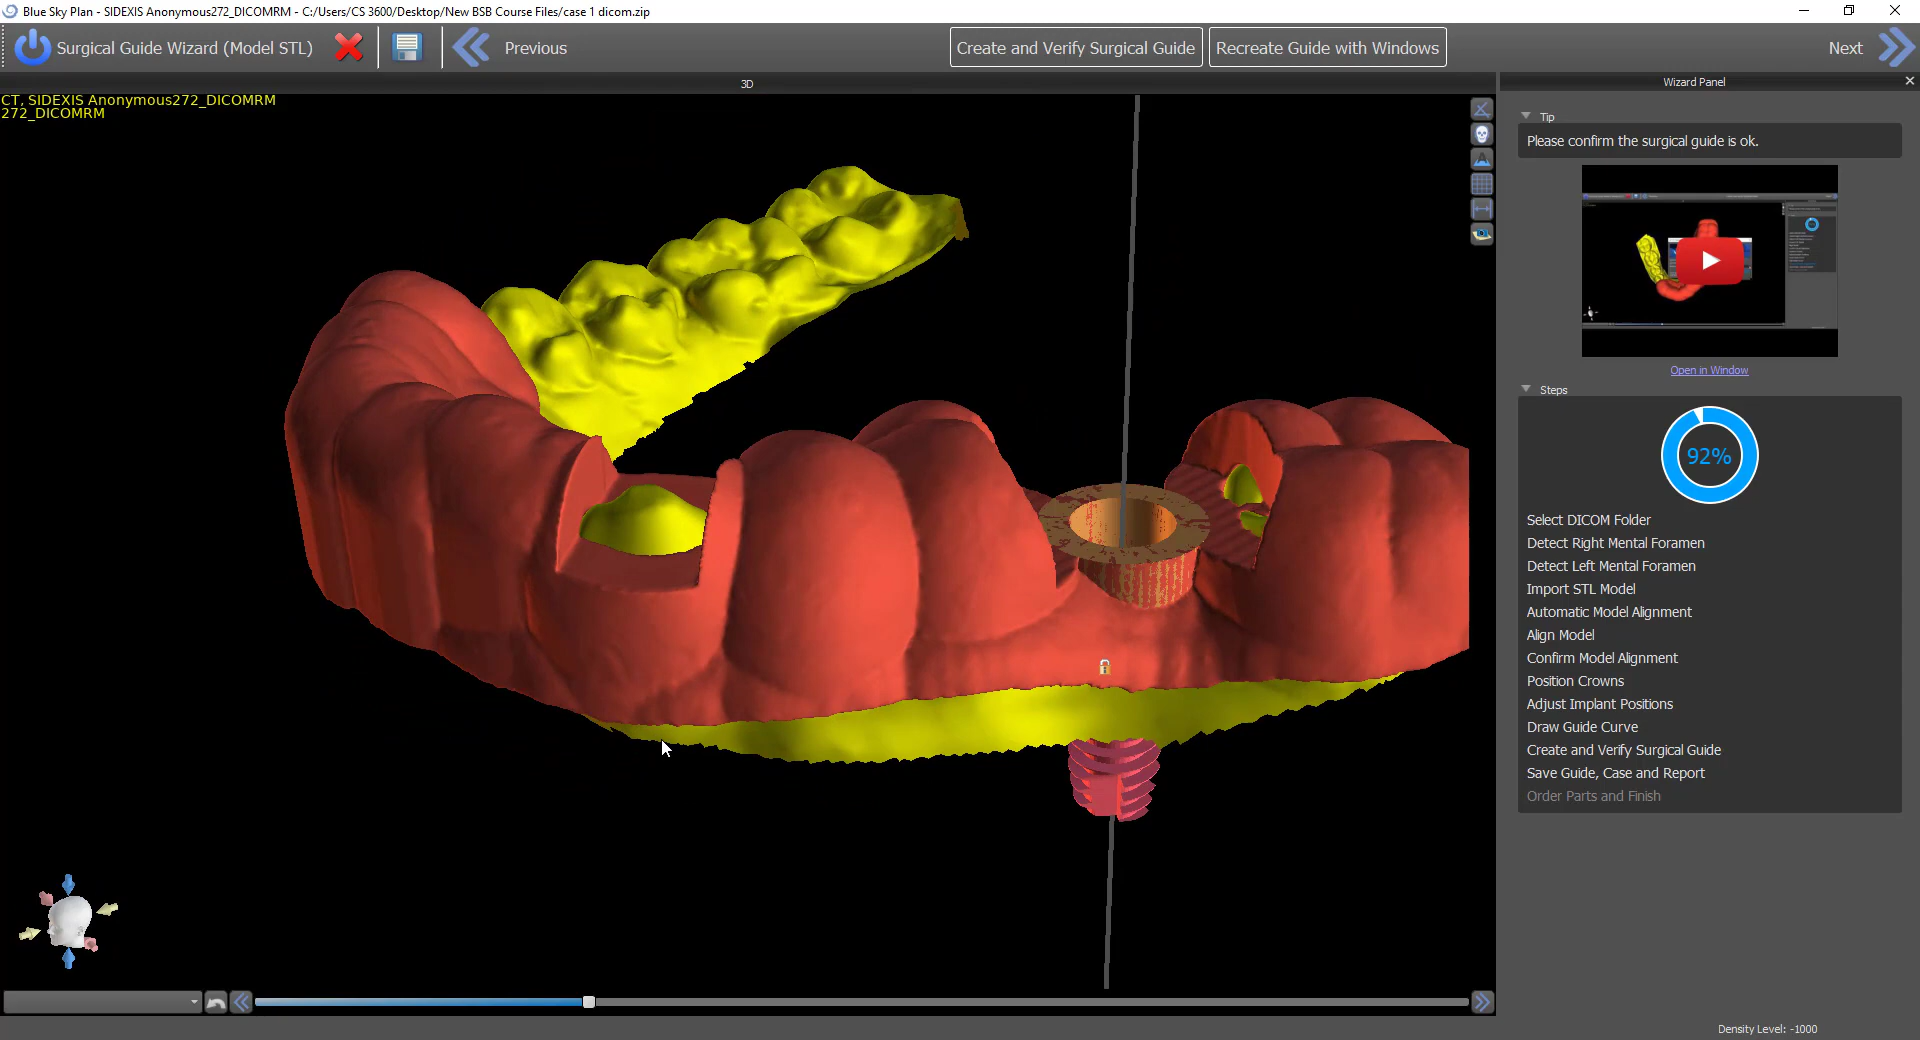 Blue Sky Plan - SIDEXIS Anonymous272_DICOMRM - C:/Users/CS 3600/Desktop/New BSB Course Files/case 1 dicom.zip
Surgical Guide Wizard (Model STL)
Previous
Create and Verify Surgical Guide
Recreate Guide with Windows
Next
3D
Wizard Panel
CT, SIDEXIS Anonymous272_DICOMRM
272_DICOMRM
Tip
Please confirm the surgical guide is ok.
Open in Window
Steps
92%
Select DICOM Folder
Detect Right Mental Foramen
Detect Left Mental Foramen
Import STL Model
Automatic Model Alignment
Align Model
Confirm Model Alignment
Position Crowns
Adjust Implant Positions
Draw Guide Curve
Create and Verify Surgical Guide
Save Guide, Case and Report
Order Parts and Finish
Density Level: -1000